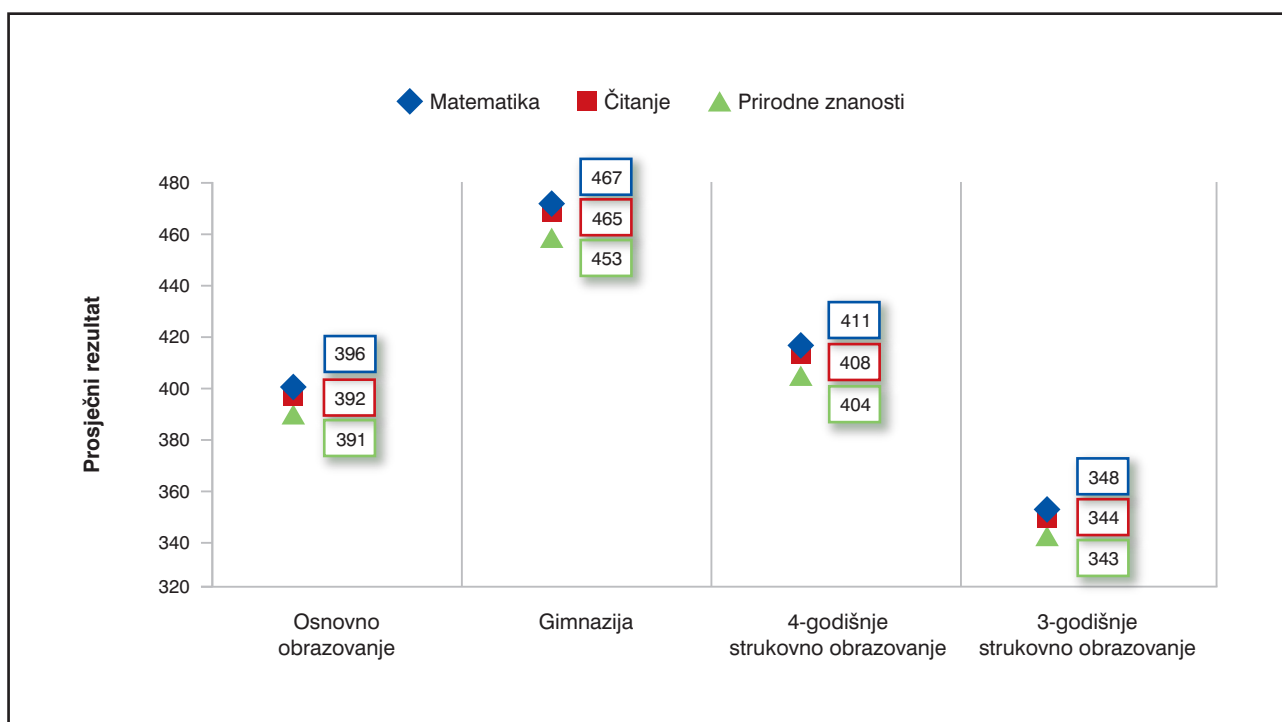 Matematika Čitanje Prirodne znanosti
Prosječni rezultat
480
460
440
420
400
380
360
340
320
396
392
391
467
465
453
411
408
404
348
344
343
Osnovno
obrazovanje
Gimnazija
4-godišnje
strukovno obrazovanje
3-godišnje
strukovno obrazovanje